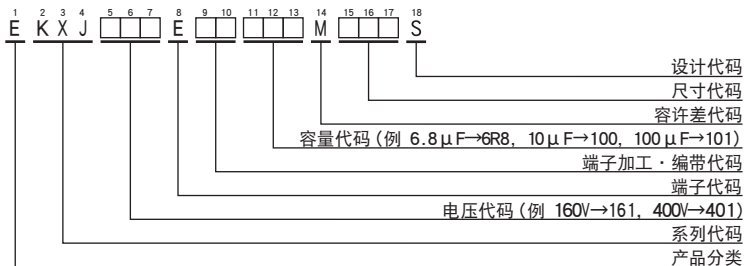 1 2 3 4 5 6 7 8 9 10 11 12 13 14 15 16 17 18
E K X J □□□ E □□ □□□ M □□□ S
设计代码
尺寸代码
容许差代码
容量代码(例 6.8μF→6R8, 10μF→100, 100μF→101)
端子加工・编带代码
端子代码
电压代码(例 160V→161, 400V→401)
系列代码
产品分类